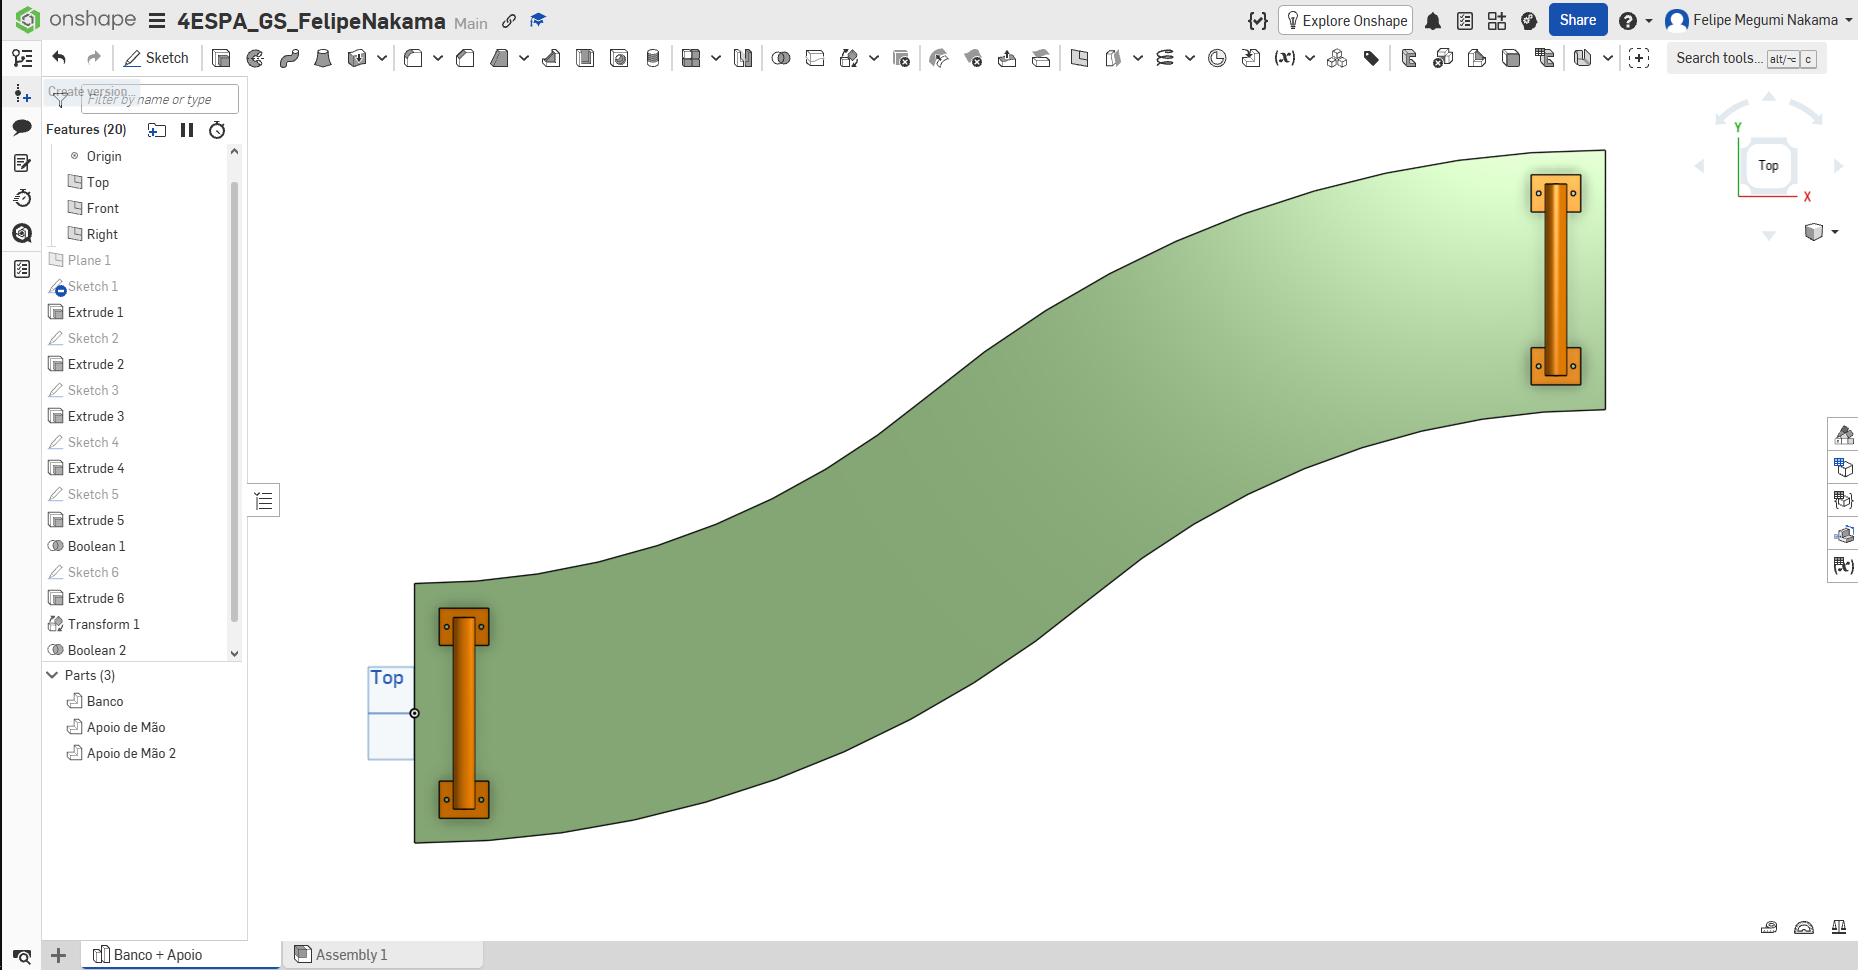 onshape 4ESPA_GS_FelipeNakama Main Explore Onshape Share Felipe Megumi Nakama
Sketch (x) Search tools... alt/⌥ c
Create version...
Filter by name or type
Features (20)
Origin
Top
Front
Right
Plane 1
Sketch 1
Extrude 1
Sketch 2
Extrude 2
Sketch 3
Extrude 3
Sketch 4
Extrude 4
Sketch 5
Extrude 5
Boolean 1
Sketch 6
Extrude 6
Transform 1
Boolean 2
Parts (3)
Banco
Apoio de Mão
Apoio de Mão 2
Top
Y
Top
X
(x)
Banco + Apoio
Assembly 1